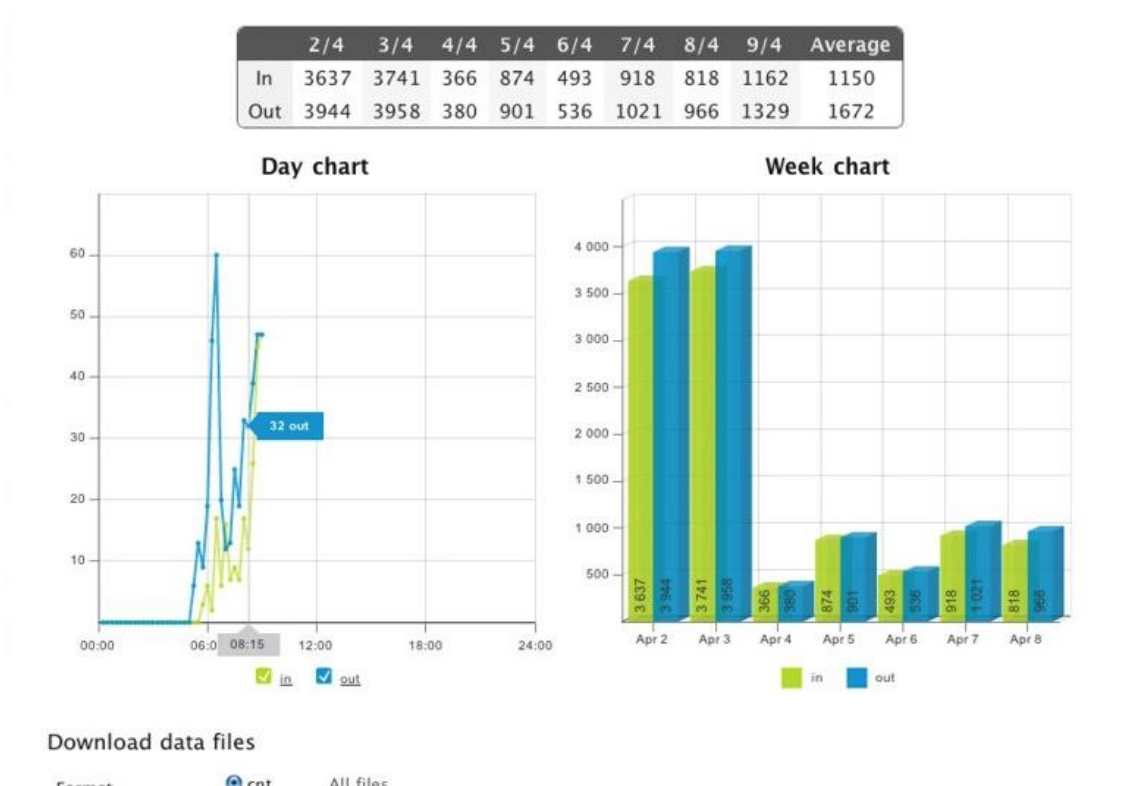 2/4 3/4 4/4 5/4 6/4 7/4 8/4 9/4 Average
In 3637 3741 366 874 493 918 818 1162 1150
Out 3944 3958 380 901 536 1021 966 1329 1672
Day chart
60
50
40
30
20
10
32 out
00:00 06:0 08:15 12:00 18:00 24:00
in out
Week chart
4 000
3 500
3 000
2 500
2 000
1 500
1 000
500
3 637 3 944 3 741 3 958 366 380 874 901 493 536 918 1 021 818 966
Apr 2 Apr 3 Apr 4 Apr 5 Apr 6 Apr 7 Apr 8
in out
Download data files
Format cnt All files